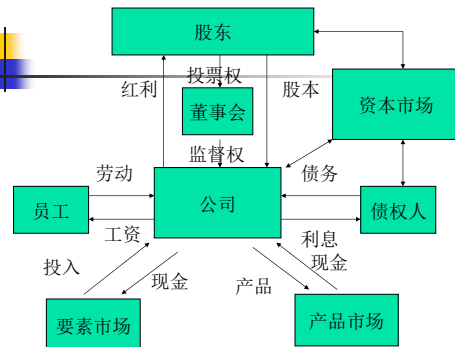 股东
投票权
红利
股本
董事会
资本市场
监督权
劳动
债务
员工
公司
债权人
工资
利息
投入
现金
现金
产品
要素市场
产品市场